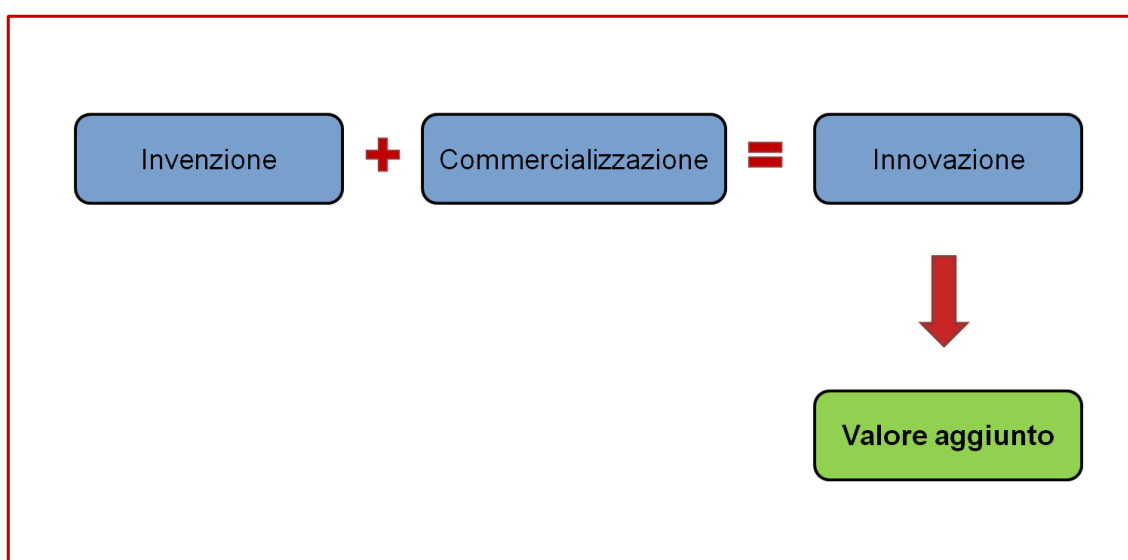 Invenzione + Commercializzazione = Innovazione
Valore aggiunto